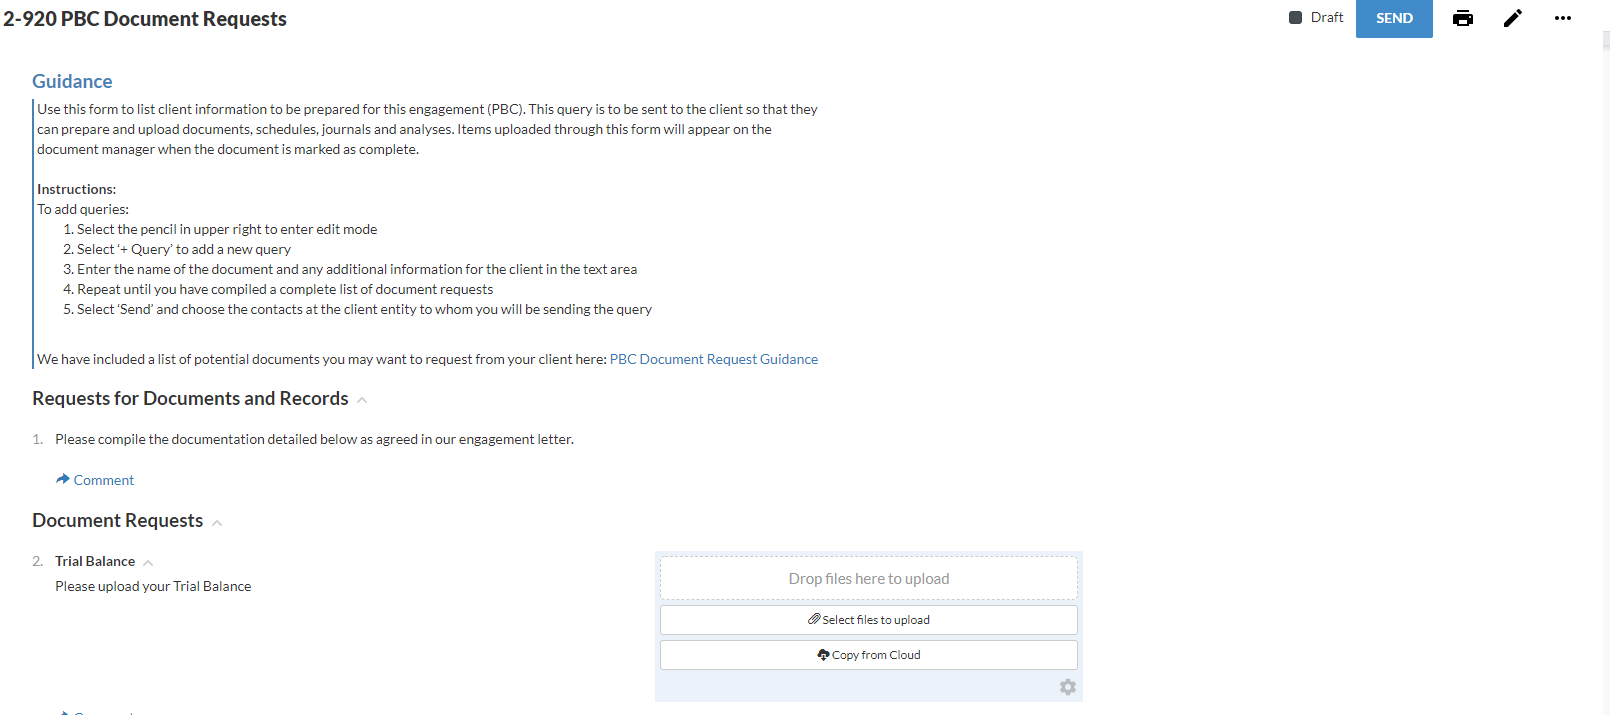 2-920 PBC Document Requests
Draft
SEND
Guidance
Use this form to list client information to be prepared for this engagement (PBC). This query is to be sent to the client so that they
can prepare and upload documents, schedules, journals and analyses. Items uploaded through this form will appear on the
document manager when the document is marked as complete.
Instructions:
To add queries:
1. Select the pencil in upper right to enter edit mode
2. Select ‘+ Query’ to add a new query
3. Enter the name of the document and any additional information for the client in the text area
4. Repeat until you have compiled a complete list of document requests
5. Select ‘Send’ and choose the contacts at the client entity to whom you will be sending the query
We have included a list of potential documents you may want to request from your client here: PBC Document Request Guidance
Requests for Documents and Records
1. Please compile the documentation detailed below as agreed in our engagement letter.
Comment
Document Requests
2. Trial Balance
Please upload your Trial Balance
Drop files here to upload
Select files to upload
Copy from Cloud